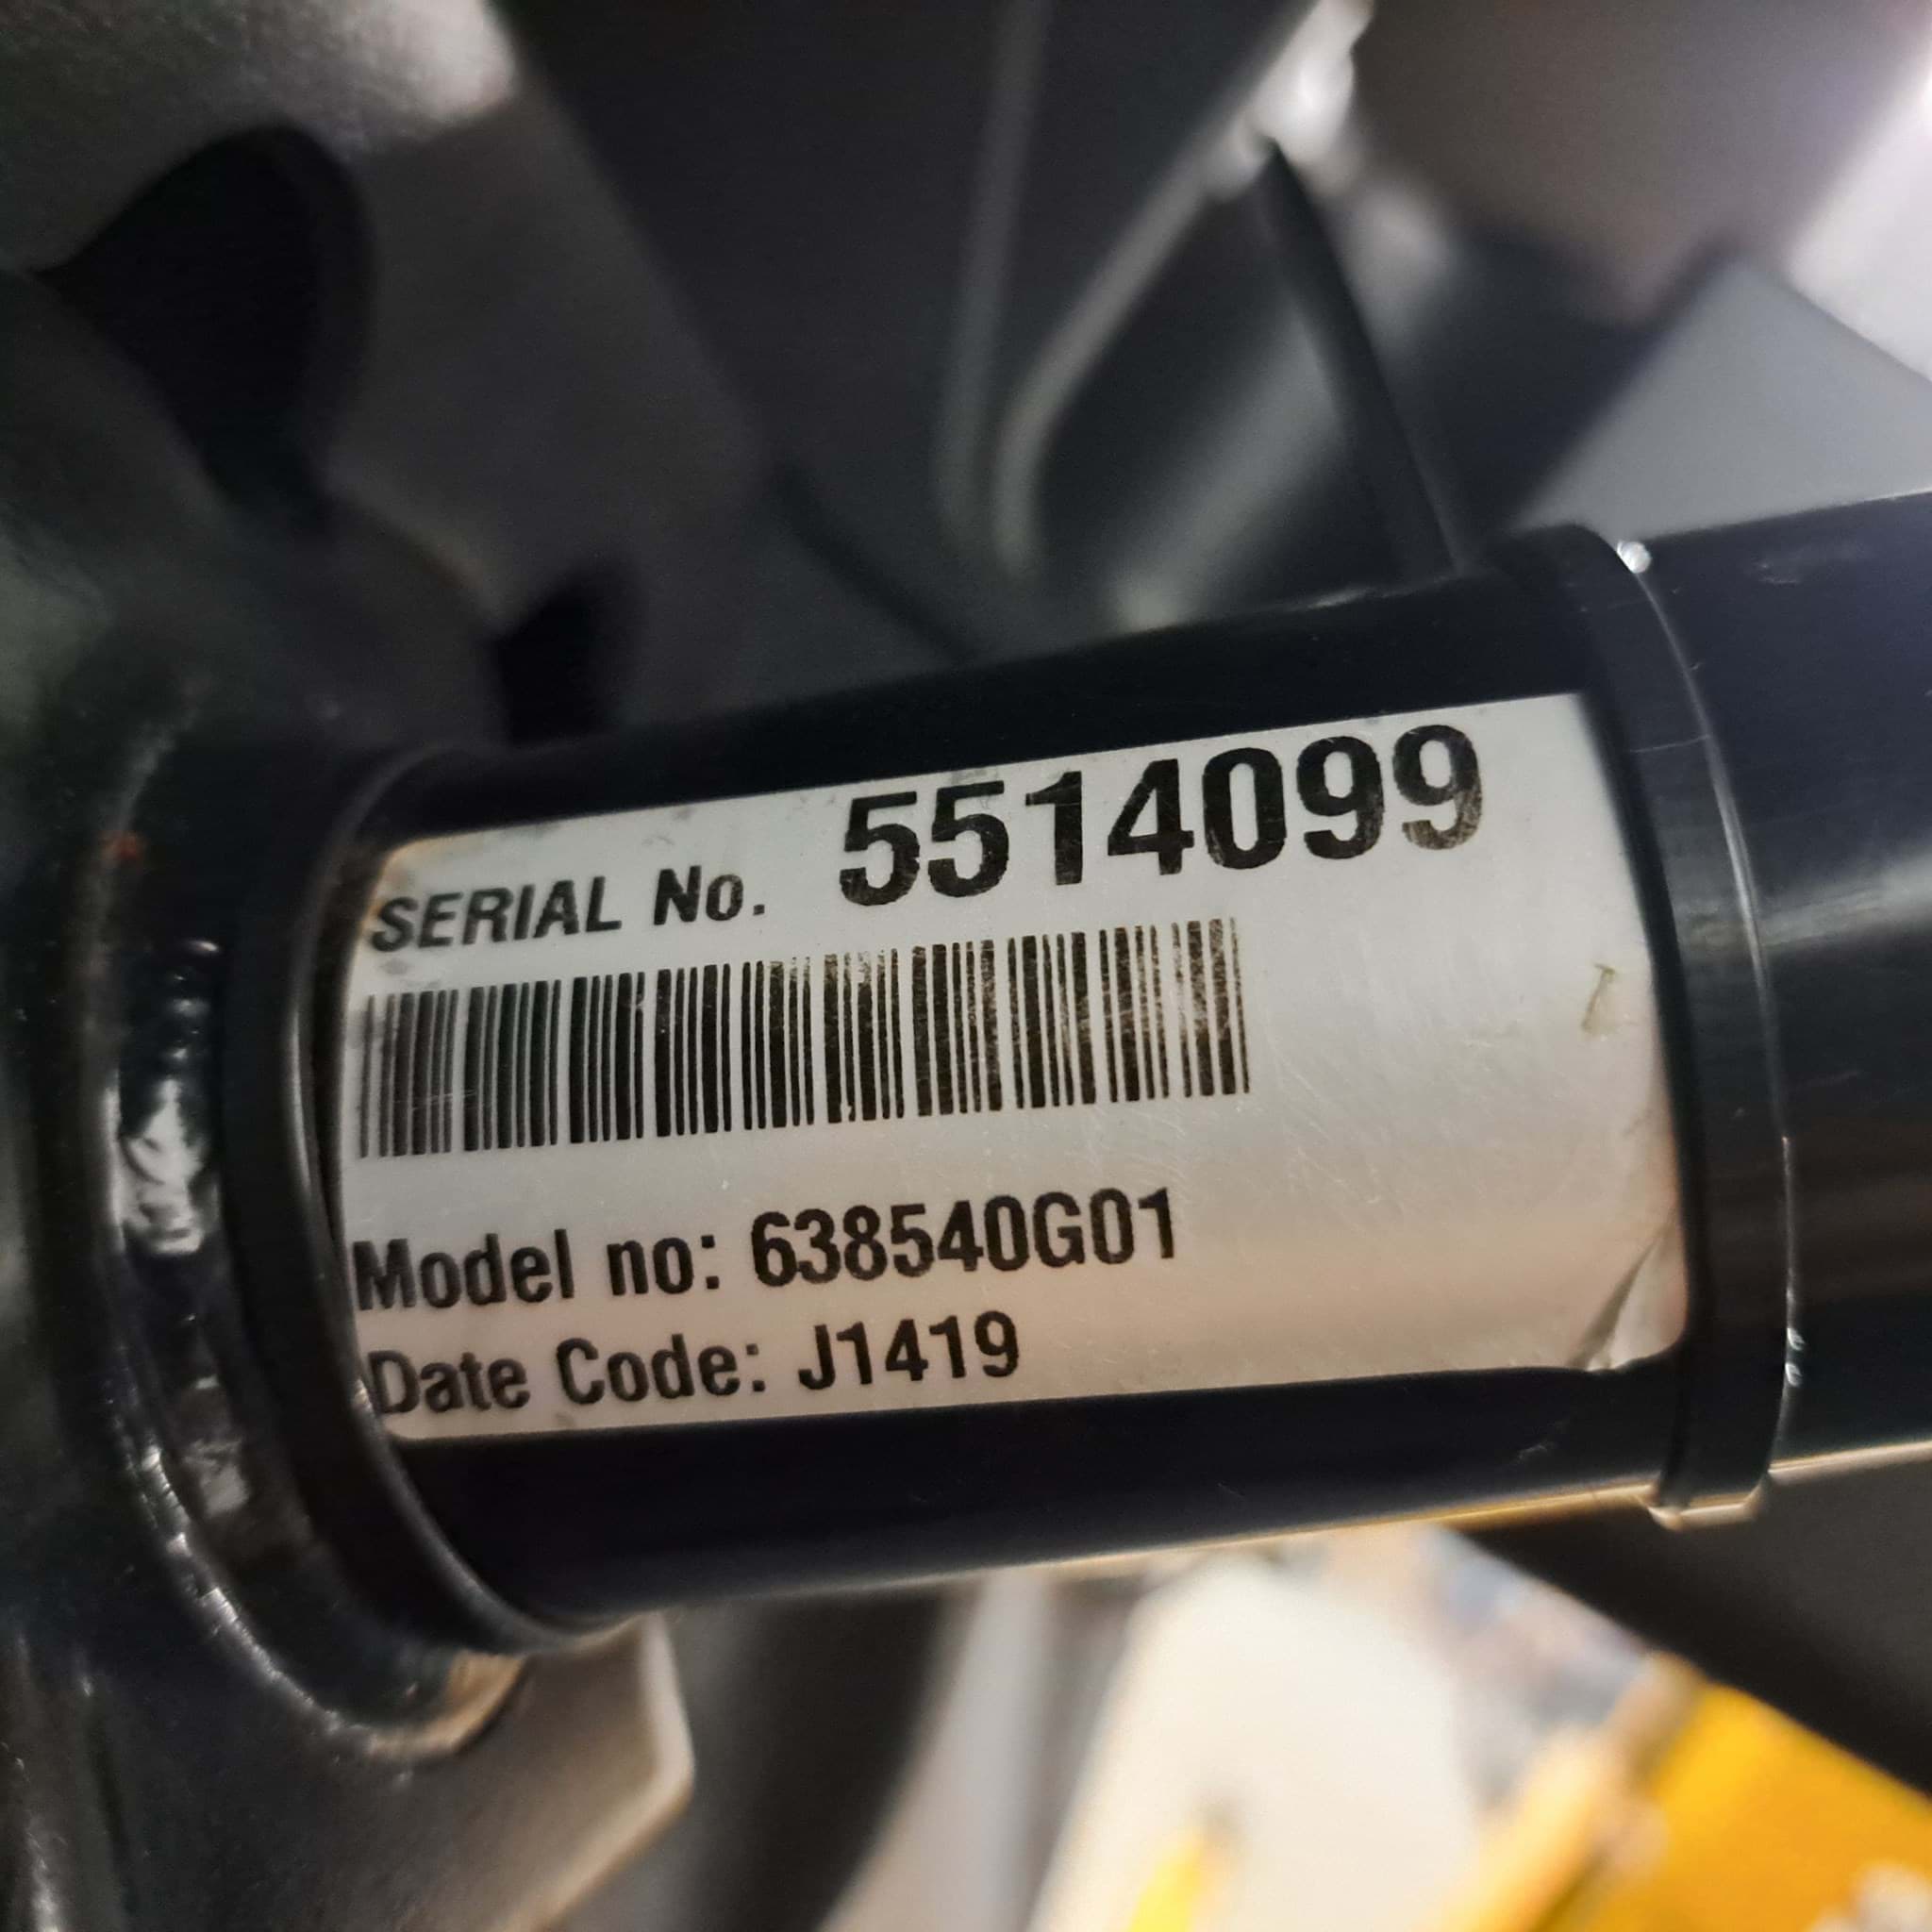 SERIAL No. 5514099
Model no: 638540G01
Date Code: J1419